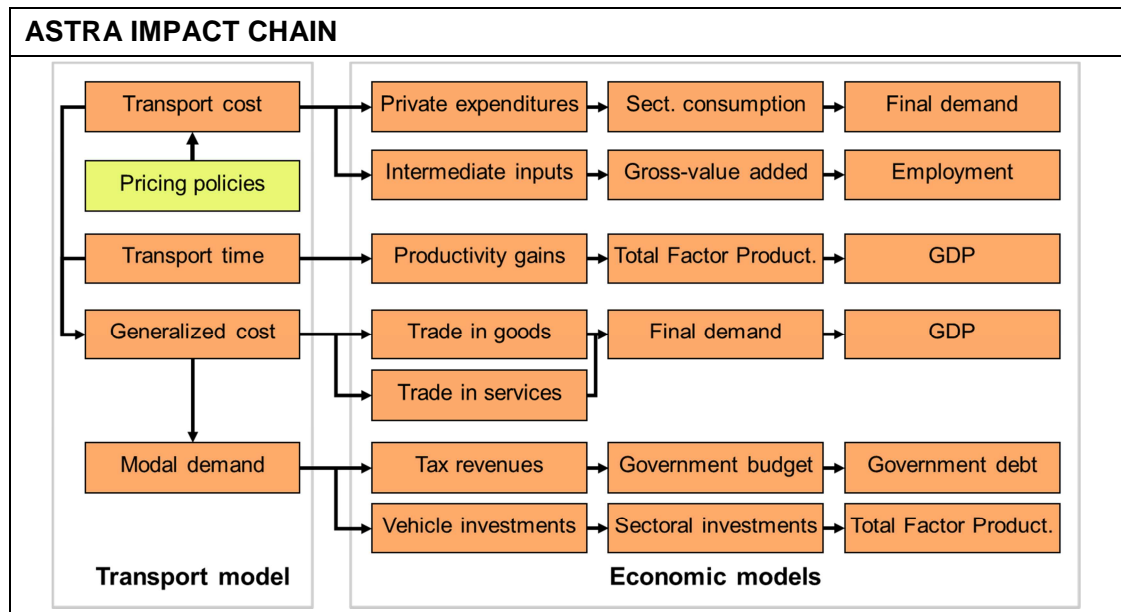 ASTRA IMPACT CHAIN
Transport cost
Private expenditures
Sect. consumption
Final demand
Pricing policies
Intermediate inputs
Gross-value added
Employment
Transport time
Productivity gains
Total Factor Product.
GDP
Generalized cost
Trade in goods
Final demand
GDP
Trade in services
Modal demand
Tax revenues
Government budget
Government debt
Vehicle investments
Sectoral investments
Total Factor Product.
Transport model
Economic models